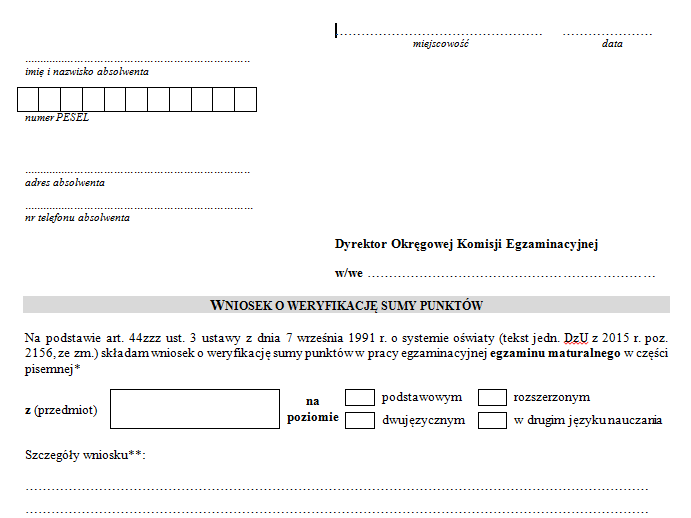 miejscowość data
imię i nazwisko absolwenta
numer PESEL
adres absolwenta
nr telefonu absolwenta
Dyrektor Okręgowej Komisji Egzaminacyjnej
w/we ……………………………………………………………
WNIOSEK O WERYFIKACJĘ SUMY PUNKTÓW
Na podstawie art. 44zzz ust. 3 ustawy z dnia 7 września 1991 r. o systemie oświaty (tekst jedn. DzU z 2015 r. poz.
2156, ze zm.) składam wniosek o weryfikację sumy punktów w pracy egzaminacyjnej egzaminu maturalnego w części
pisemnej*
z (przedmiot)
na
poziomie
podstawowym
rozszerzonym
dwujęzycznym
w drugim języku nauczania
Szczegóły wniosku**: